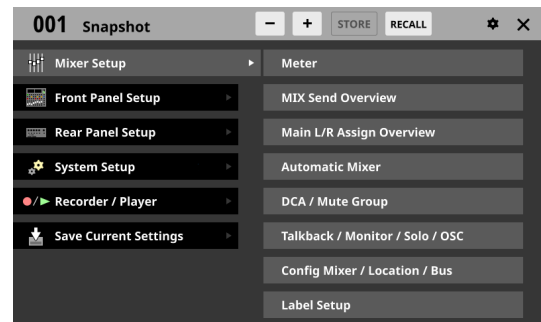 001 Snapshot - + STORE RECALL
Mixer Setup
Front Panel Setup
Rear Panel Setup
System Setup
Recorder / Player
Save Current Settings
Meter
MIX Send Overview
Main L/R Assign Overview
Automatic Mixer
DCA / Mute Group
Talkback / Monitor / Solo / OSC
Config Mixer / Location / Bus
Label Setup